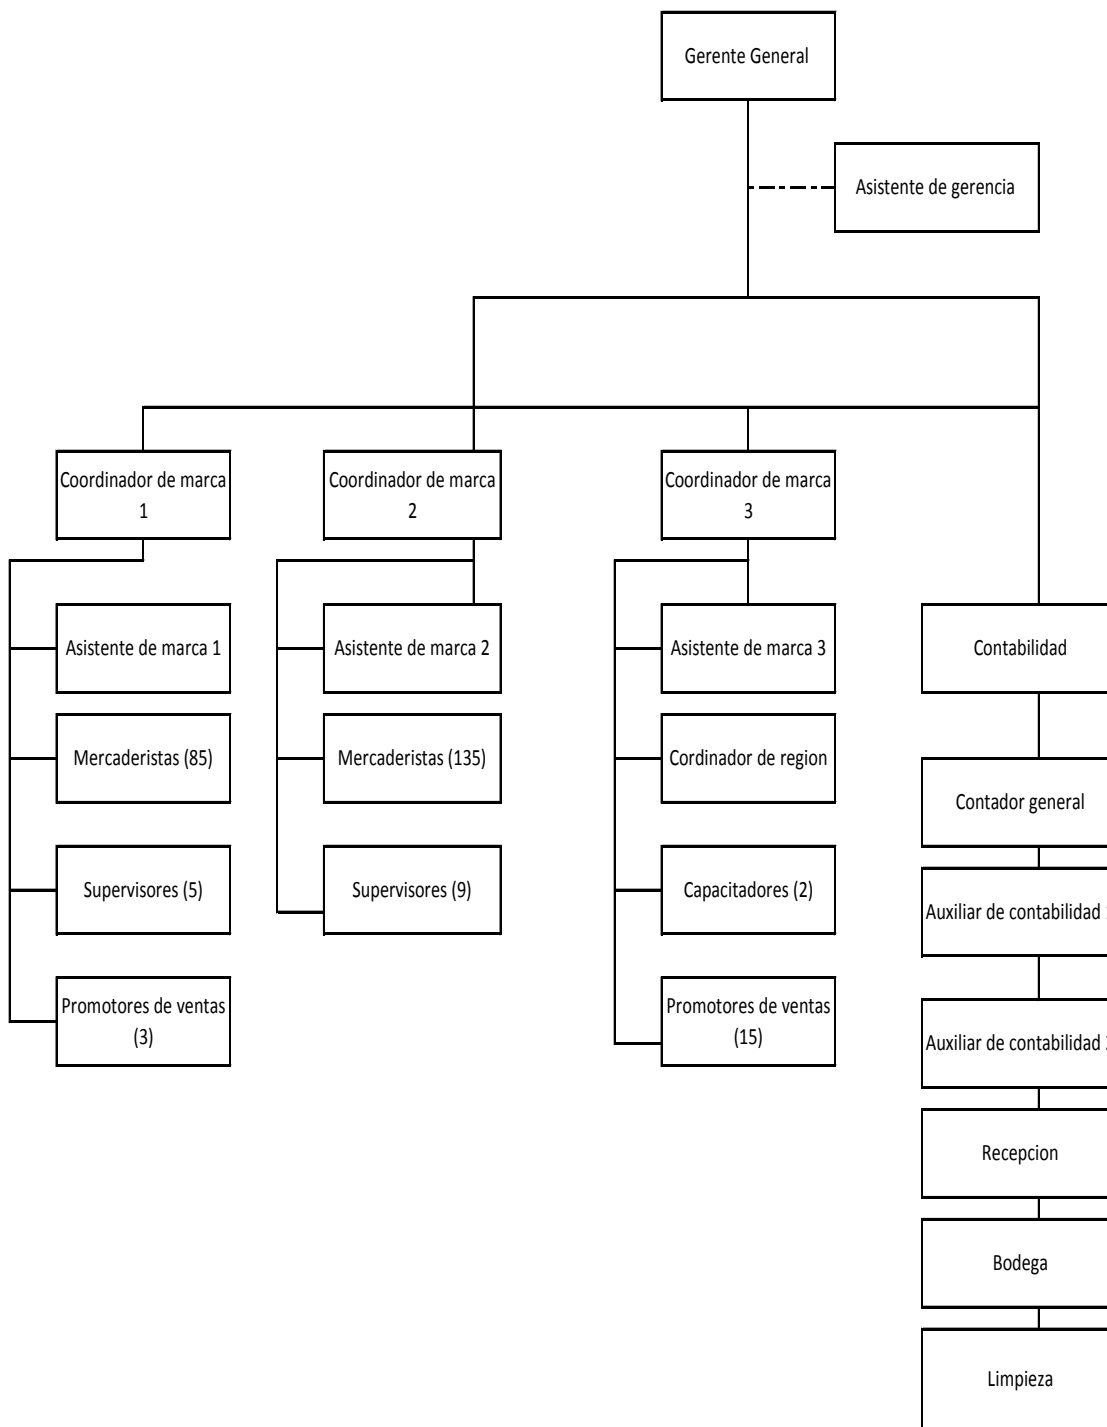 Gerente General
Asistente de gerencia
Coordinador de marca
1
Coordinador de marca
2
Coordinador de marca
3
Asistente de marca 1
Asistente de marca 2
Asistente de marca 3
Contabilidad
Mercaderistas (85)
Mercaderistas (135)
Cordinador de region
Contador general
Supervisores (5)
Supervisores (9)
Capacitadores (2)
Auxiliar de contabilidad
Promotores de ventas
(3)
Promotores de ventas
(15)
Auxiliar de contabilidad
Recepcion
Bodega
Limpieza